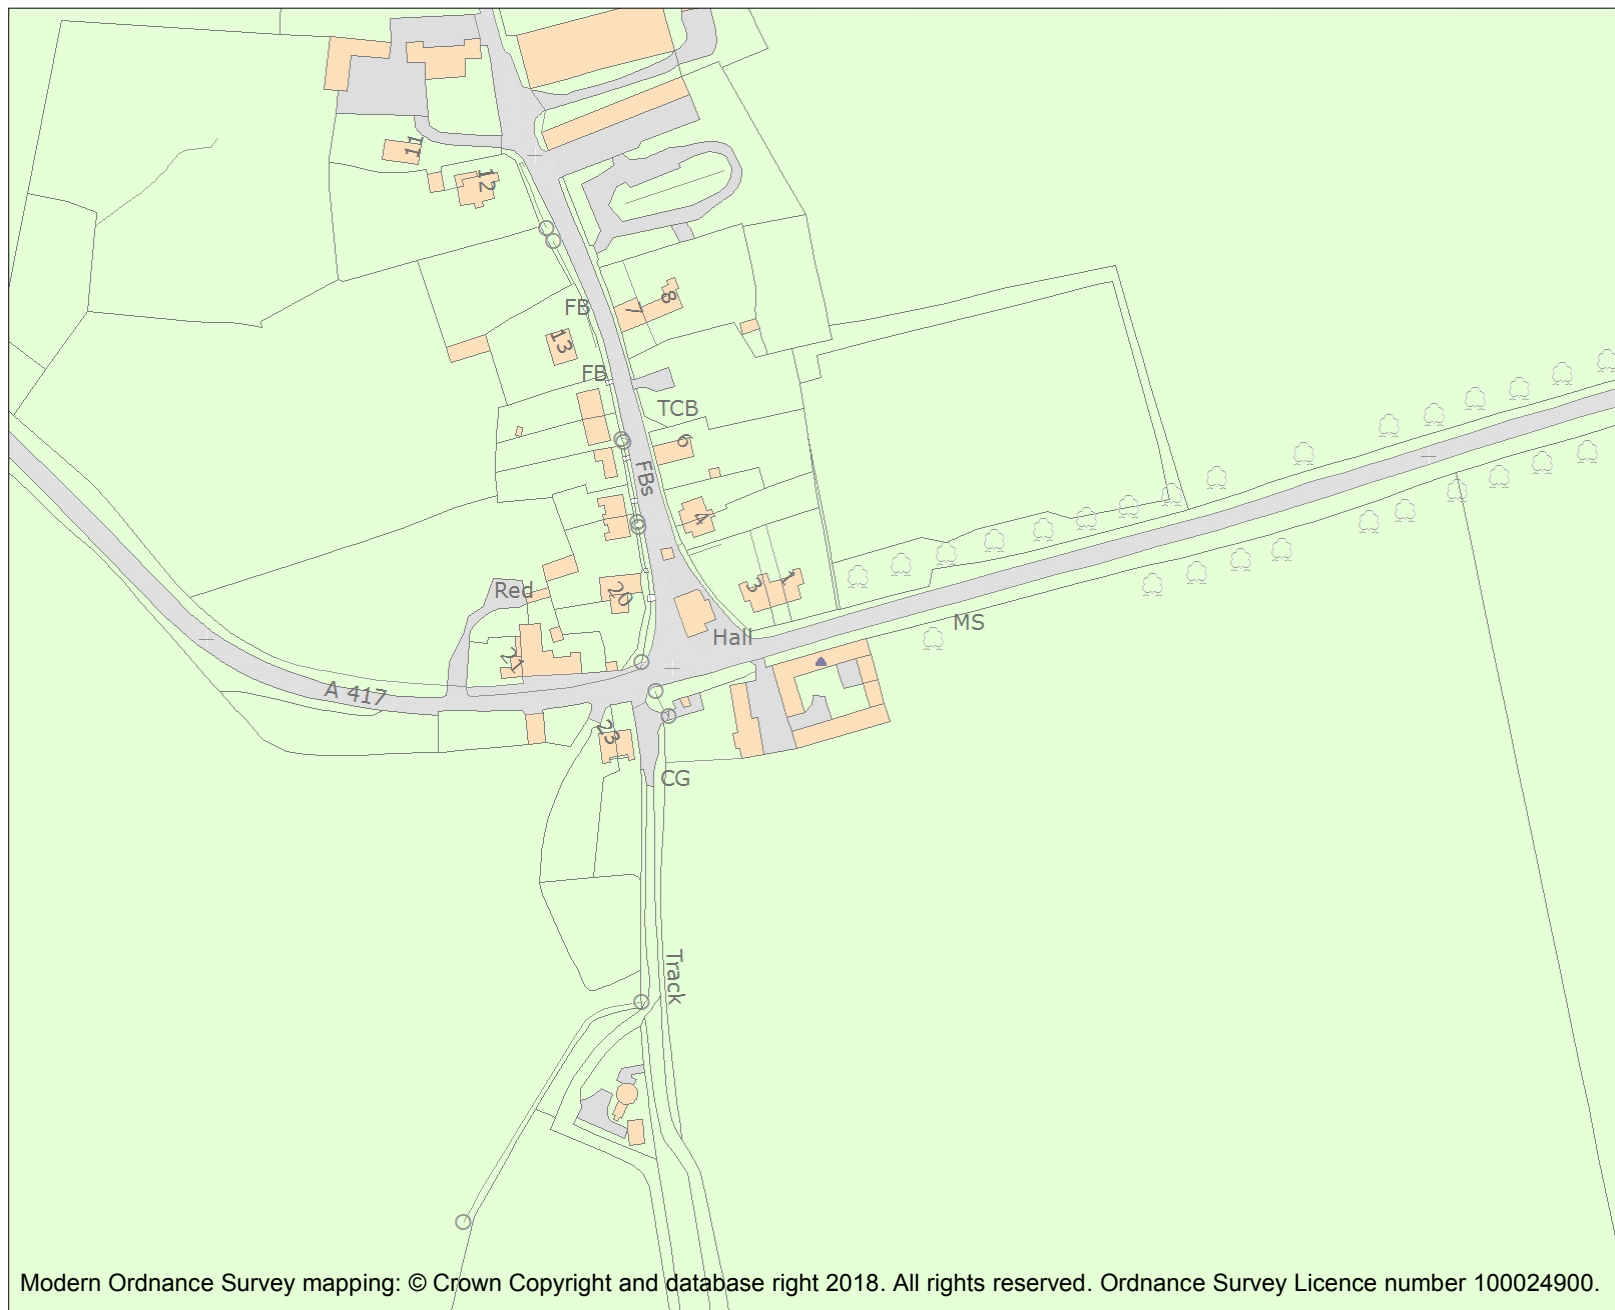 11
12
FB
8
7
13
FB
TCB
6
FBs
4
Red
20
3
1
MS
Hall
21
A 417
23
CG
Track
Modern Ordnance Survey mapping: © Crown Copyright and database right 2018. All rights reserved. Ordnance Survey Licence number 100024900.